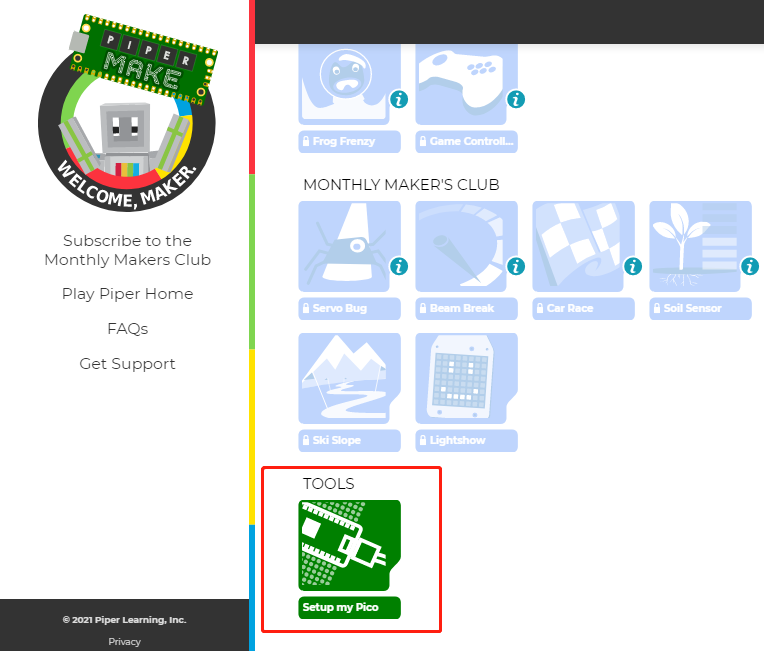 PIPER
MAKE
WELCOME, MAKER.
Subscribe to the
Monthly Makers Club
Play Piper Home
FAQs
Get Support
© 2021 Piper Learning, Inc.
Privacy
i
i
Frog Frenzy
Game Controll...
MONTHLY MAKER'S CLUB
i
i
i
i
Servo Bug
Beam Break
Car Race
Soil Sensor
Ski Slope
Lightshow
TOOLS
Setup my Pico